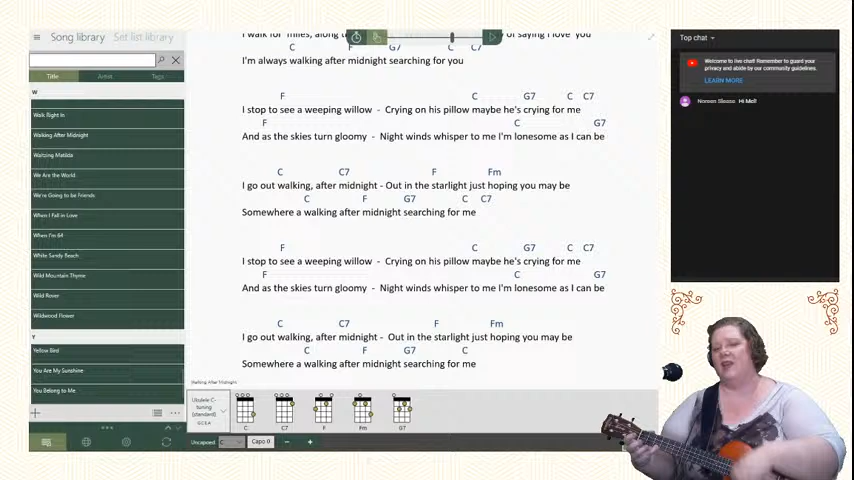 Song library Set list library
Title Artist Tags
W
Walk Right In
Walking After Midnight
Waltzing Matilda
We Are the World
We're Going to be Friends
When I Fall in Love
When I'm 64
White Sandy Beach
Wild Mountain Thyme
Wild Rover
Wildwood Flower
Y
Yellow Bird
You Are My Sunshine
You Belong to Me
I walk for miles, along t of saying I love you
C F G7 C C7
I'm always walking after midnight searching for you
F C G7 C C7
I stop to see a weeping willow - Crying on his pillow maybe he's crying for me
F C G7
And as the skies turn gloomy - Night winds whisper to me I'm lonesome as I can be
C C7 F Fm
I go out walking, after midnight - Out in the starlight just hoping you may be
C F G7 C C7
Somewhere a walking after midnight searching for me
F C G7 C C7
I stop to see a weeping willow - Crying on his pillow maybe he's crying for me
F C G7
And as the skies turn gloomy - Night winds whisper to me I'm lonesome as I can be
C C7 F Fm
I go out walking, after midnight - Out in the starlight just hoping you may be
C F G7 C
Somewhere a walking after midnight searching for me
Walking After Midnight
Ukulele C-
tuning
(standard)
G C E A
C C7 F Fm G7
Uncapoed C Capo 0
Top chat
Welcome to live chat! Remember to guard your
privacy and abide by our community guidelines.
LEARN MORE
Hi Mel!